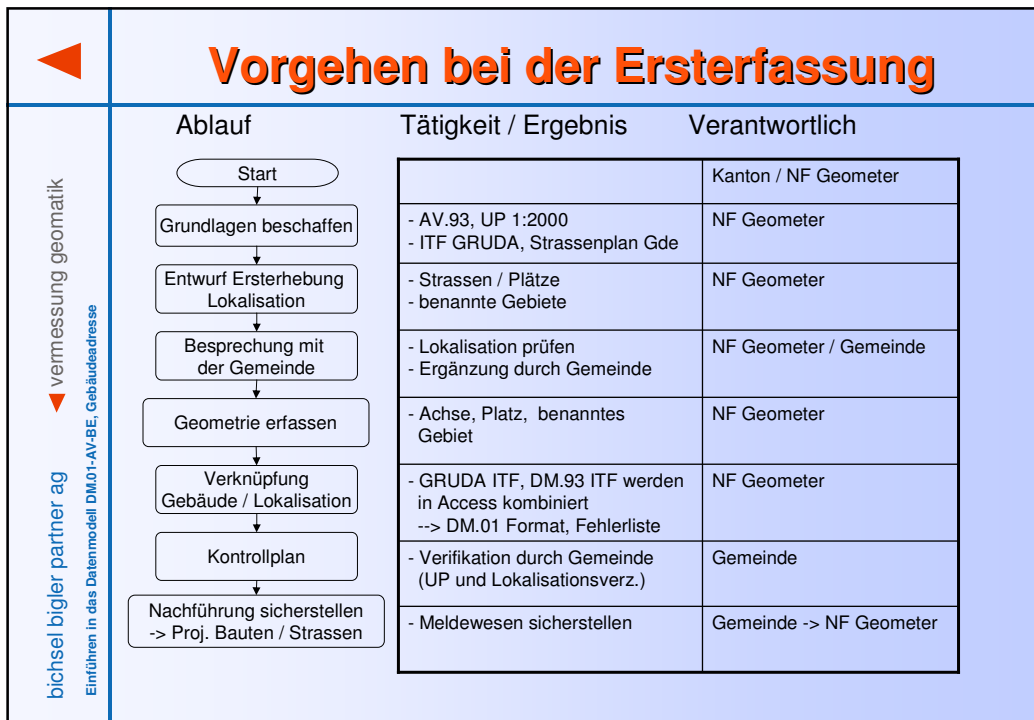 Vorgehen bei der Ersterfassung
Ablauf
Tätigkeit / Ergebnis
Verantwortlich
Start
Kanton / NF Geometer
Grundlagen beschaffen
- AV.93, UP 1:2000
- ITF GRUDA, Strassenplan Gde
NF Geometer
Entwurf Ersterhebung
Lokalisation
- Strassen / Plätze
- benannte Gebiete
NF Geometer
Besprechung mit
der Gemeinde
- Lokalisation prüfen
- Ergänzung durch Gemeinde
NF Geometer / Gemeinde
Geometrie erfassen
- Achse, Platz, benanntes
Gebiet
NF Geometer
Verknüpfung
Gebäude / Lokalisation
- GRUDA ITF, DM.93 ITF werden
in Access kombiniert
--> DM.01 Format, Fehlerliste
NF Geometer
Kontrollplan
- Verifikation durch Gemeinde
(UP und Lokalisationsverz.)
Gemeinde
Nachführung sicherstellen
-> Proj. Bauten / Strassen
- Meldewesen sicherstellen
Gemeinde -> NF Geometer
bichsel bigler partner ag vermessung geomatik
Einführen in das Datenmodell DM.01-AV-BE, Gebäudeadresse